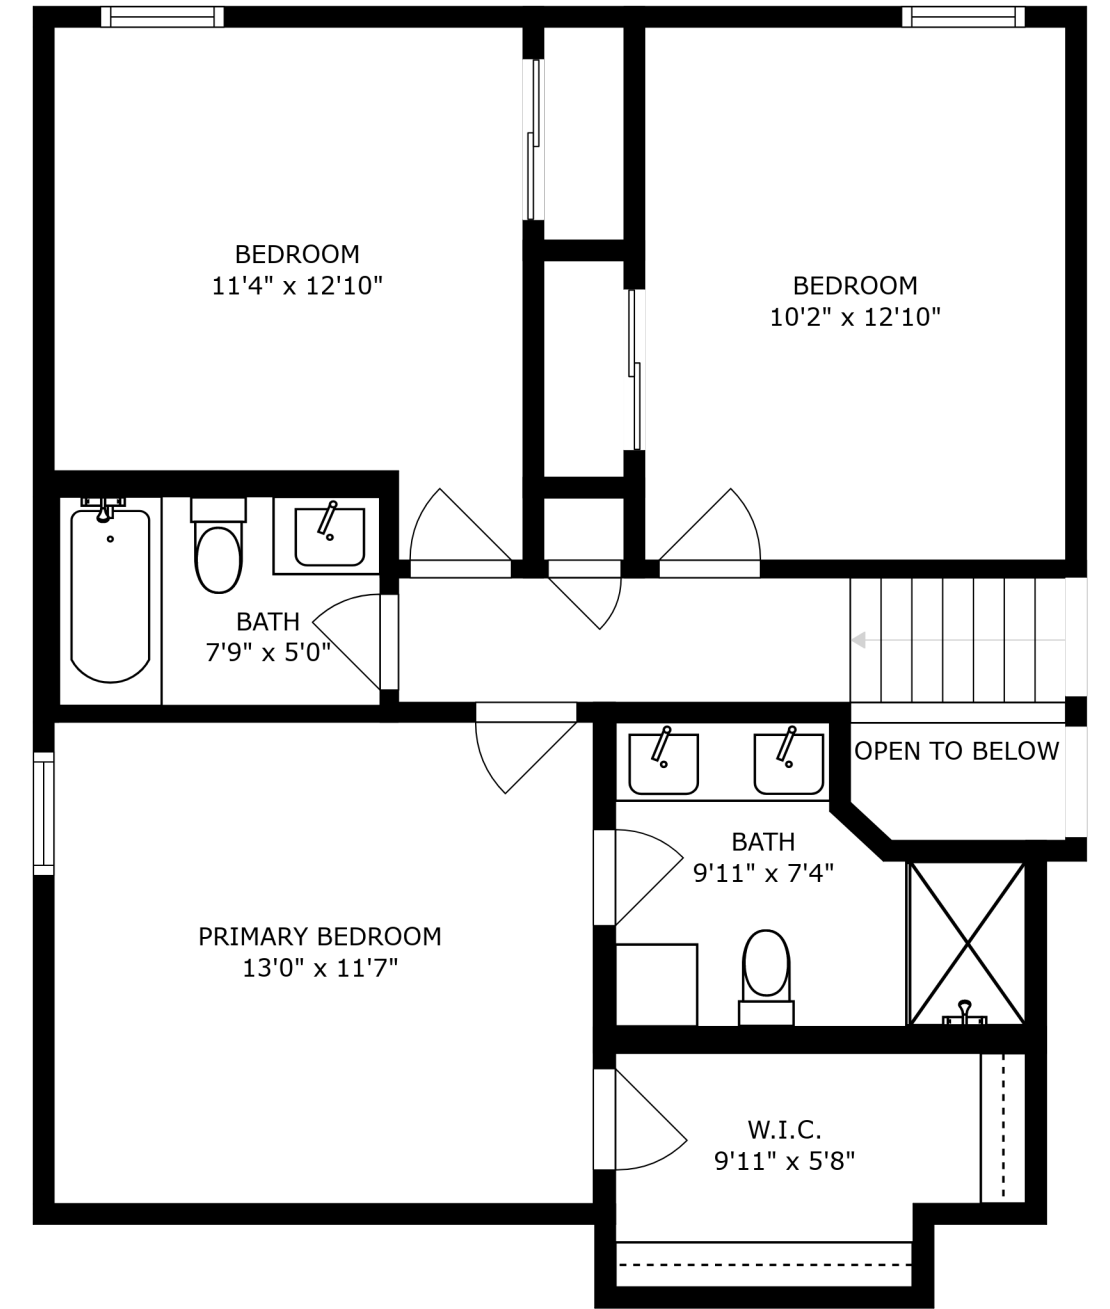 BEDROOM
11'4" x 12'10"
BEDROOM
10'2" x 12'10"
BATH
7'9" x 5'0"
OPEN TO BELOW
BATH
9'11" x 7'4"
PRIMARY BEDROOM
13'0" x 11'7"
W.I.C.
9'11" x 5'8"